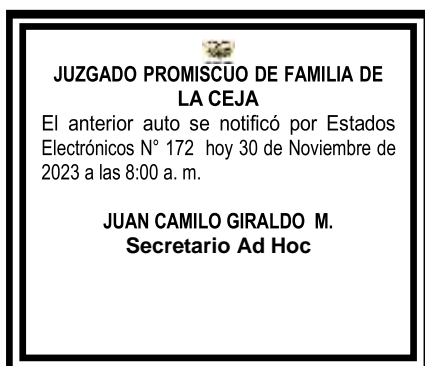 JUZGADO PROMISCUO DE FAMILIA DE
LA CEJA
El anterior auto se notificó por Estados
Electrónicos N° 172 hoy 30 de Noviembre de
2023 a las 8:00 a. m.
JUAN CAMILO GIRALDO M.
Secretario Ad Hoc